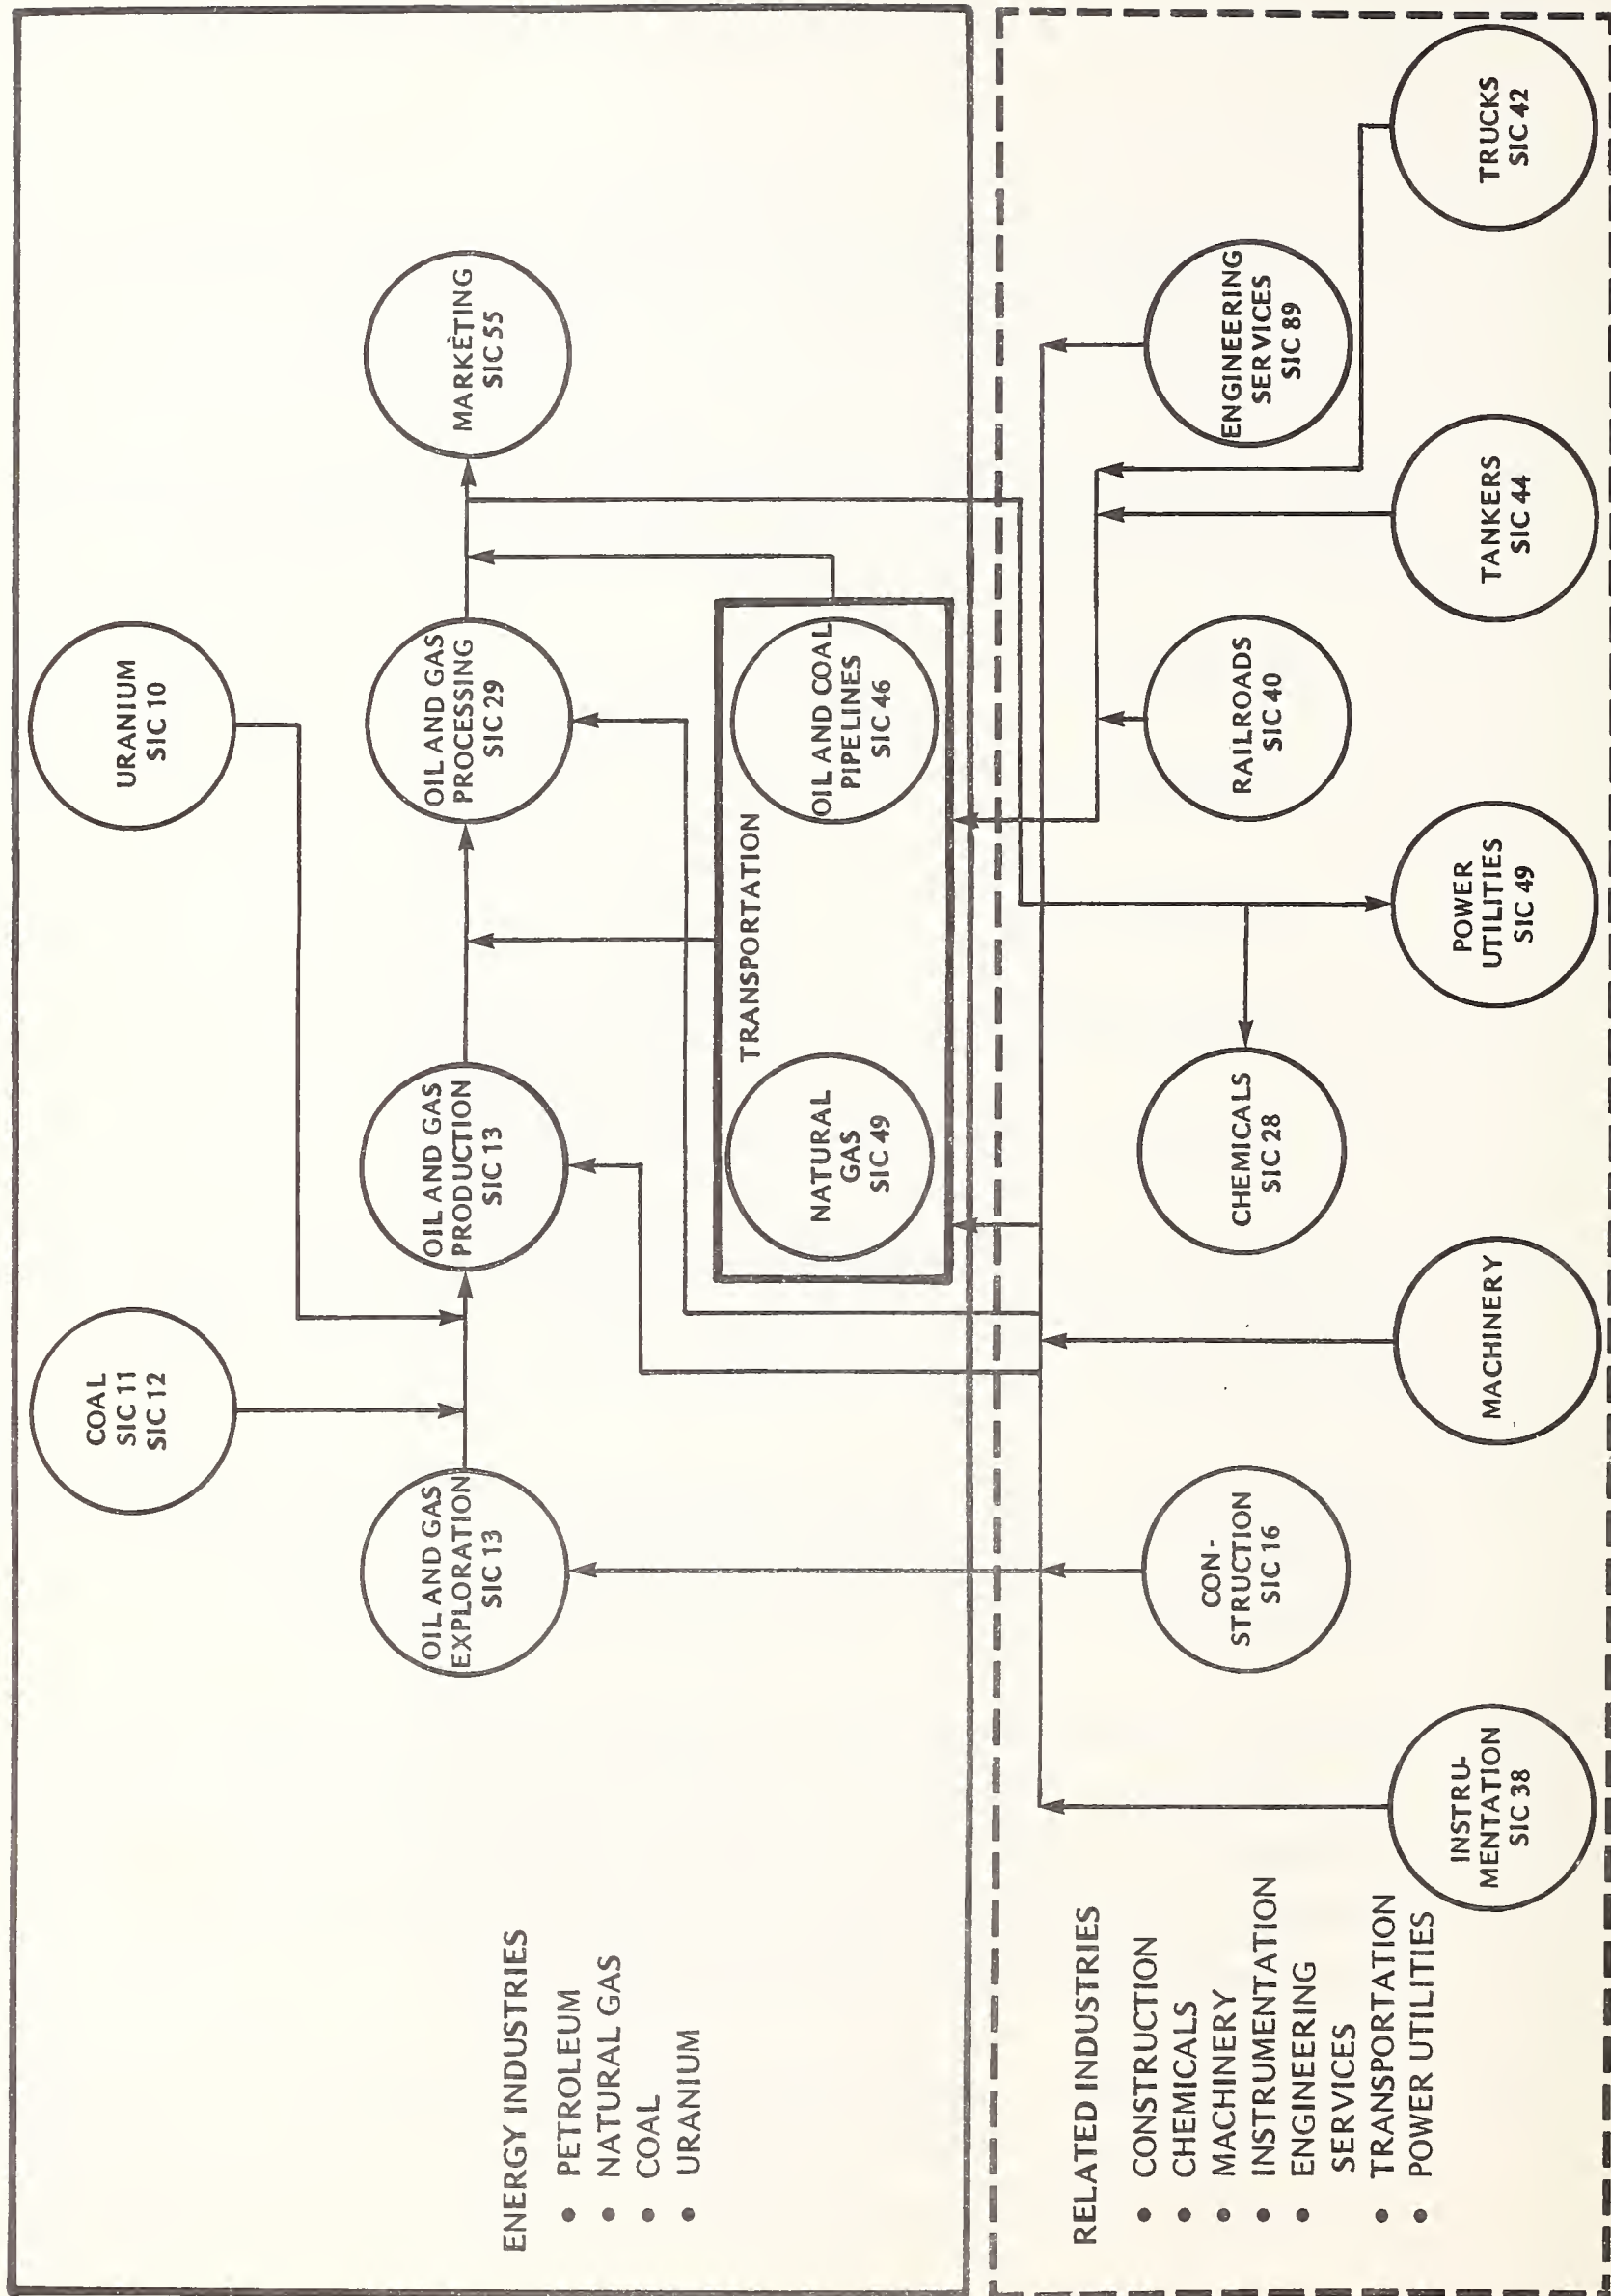 ENERGY INDUSTRIES
• PETROLEUM
• NATURAL GAS
• COAL
• URANIUM
COAL
SIC 11
SIC 12
URANIUM
SIC 10
OIL AND GAS
EXPLORATION
SIC 13
OIL AND GAS
PRODUCTION
SIC 13
OIL AND GAS
PROCESSING
SIC 29
MARKETING
SIC 55
TRANSPORTATION
NATURAL
GAS
SIC 49
OIL AND COAL
PIPELINES
SIC 46
RELATED INDUSTRIES
• CONSTRUCTION
• CHEMICALS
• MACHINERY
• INSTRUMENTATION
• ENGINEERING
SERVICES
• TRANSPORTATION
• POWER UTILITIES
CON-
STRUCTION
SIC 16
CHEMICALS
SIC 28
RAILROADS
SIC 40
ENGINEERING
SERVICES
SIC 89
INSTRU-
MENTATION
SIC 38
MACHINERY
POWER
UTILITIES
SIC 49
TANKERS
SIC 44
TRUCKS
SIC 42